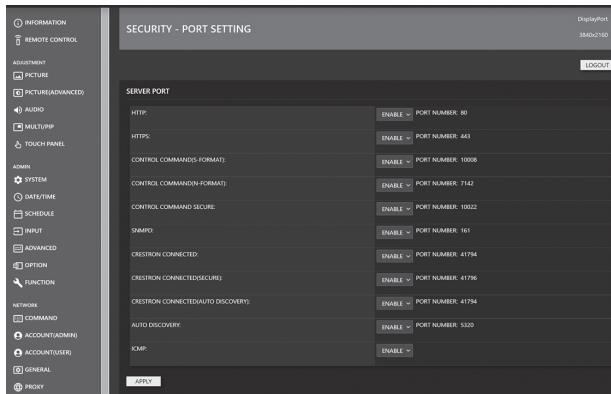 INFORMATION
REMOTE CONTROL
ADJUSTMENT
PICTURE
PICTURE(ADVANCED)
AUDIO
MULTI/PIP
TOUCH PANEL
ADMIN
SYSTEM
DATE/TIME
SCHEDULE
INPUT
ADVANCED
OPTION
FUNCTION
NETWORK
COMMAND
ACCOUNT(ADMIN)
ACCOUNT(USER)
GENERAL
PROXY
SECURITY - PORT SETTING
DisplayPort
3840x2160
LOGOUT
SERVER PORT
HTTP: ENABLE PORT NUMBER: 80
HTTPS: ENABLE PORT NUMBER: 443
CONTROL COMMAND(S-FORMAT): ENABLE PORT NUMBER: 10008
CONTROL COMMAND(N-FORMAT): ENABLE PORT NUMBER: 7142
CONTROL COMMAND SECURE: ENABLE PORT NUMBER: 10022
SNMPD: ENABLE PORT NUMBER: 161
CRESTRON CONNECTED: ENABLE PORT NUMBER: 41794
CRESTRON CONNECTED(SECURE): ENABLE PORT NUMBER: 41796
CRESTRON CONNECTED(AUTO DISCOVERY): ENABLE PORT NUMBER: 41794
AUTO DISCOVERY: ENABLE PORT NUMBER: 5320
ICMP: ENABLE
APPLY